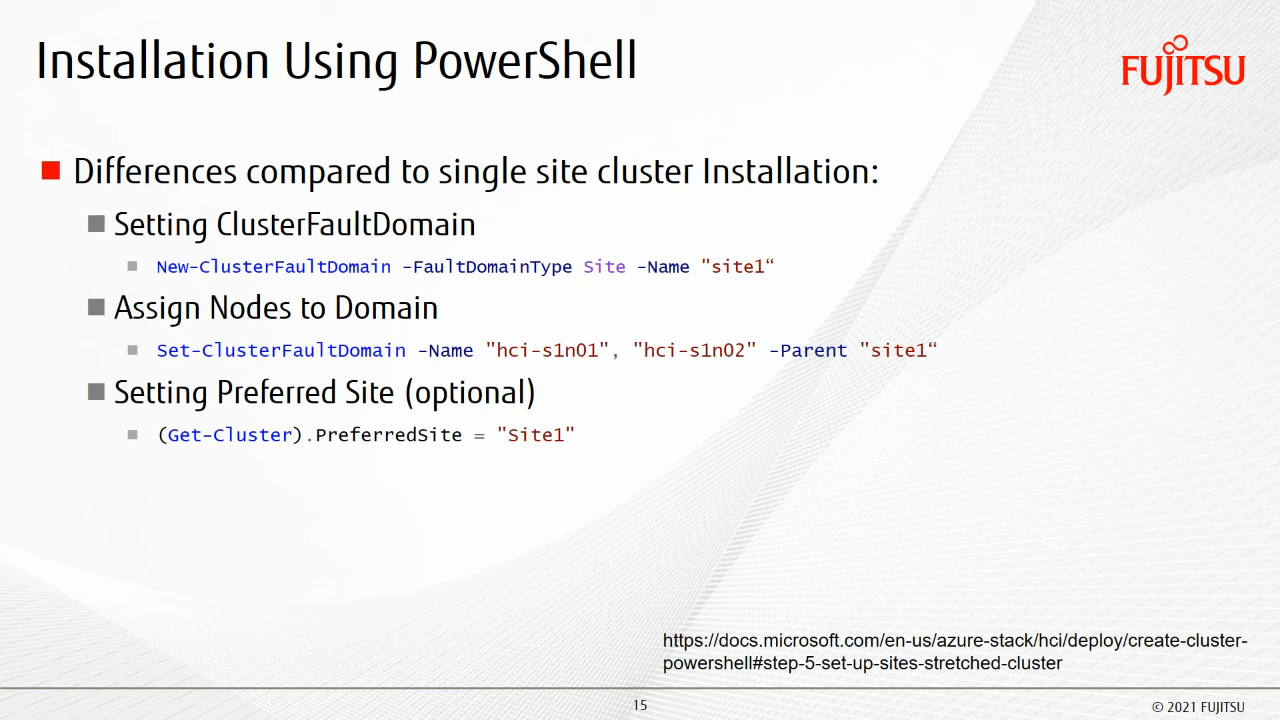 Installation Using PowerShell
FUJITSU
Differences compared to single site cluster Installation:
Setting ClusterFaultDomain
New-ClusterFaultDomain -FaultDomainType Site -Name "site1“
Assign Nodes to Domain
Set-ClusterFaultDomain -Name "hci-s1n01", "hci-s1n02" -Parent "site1“
Setting Preferred Site (optional)
(Get-Cluster).PreferredSite = "Site1"
https://docs.microsoft.com/en-us/azure-stack/hci/deploy/create-cluster-
powershell#step-5-set-up-sites-stretched-cluster
15
© 2021 FUJITSU